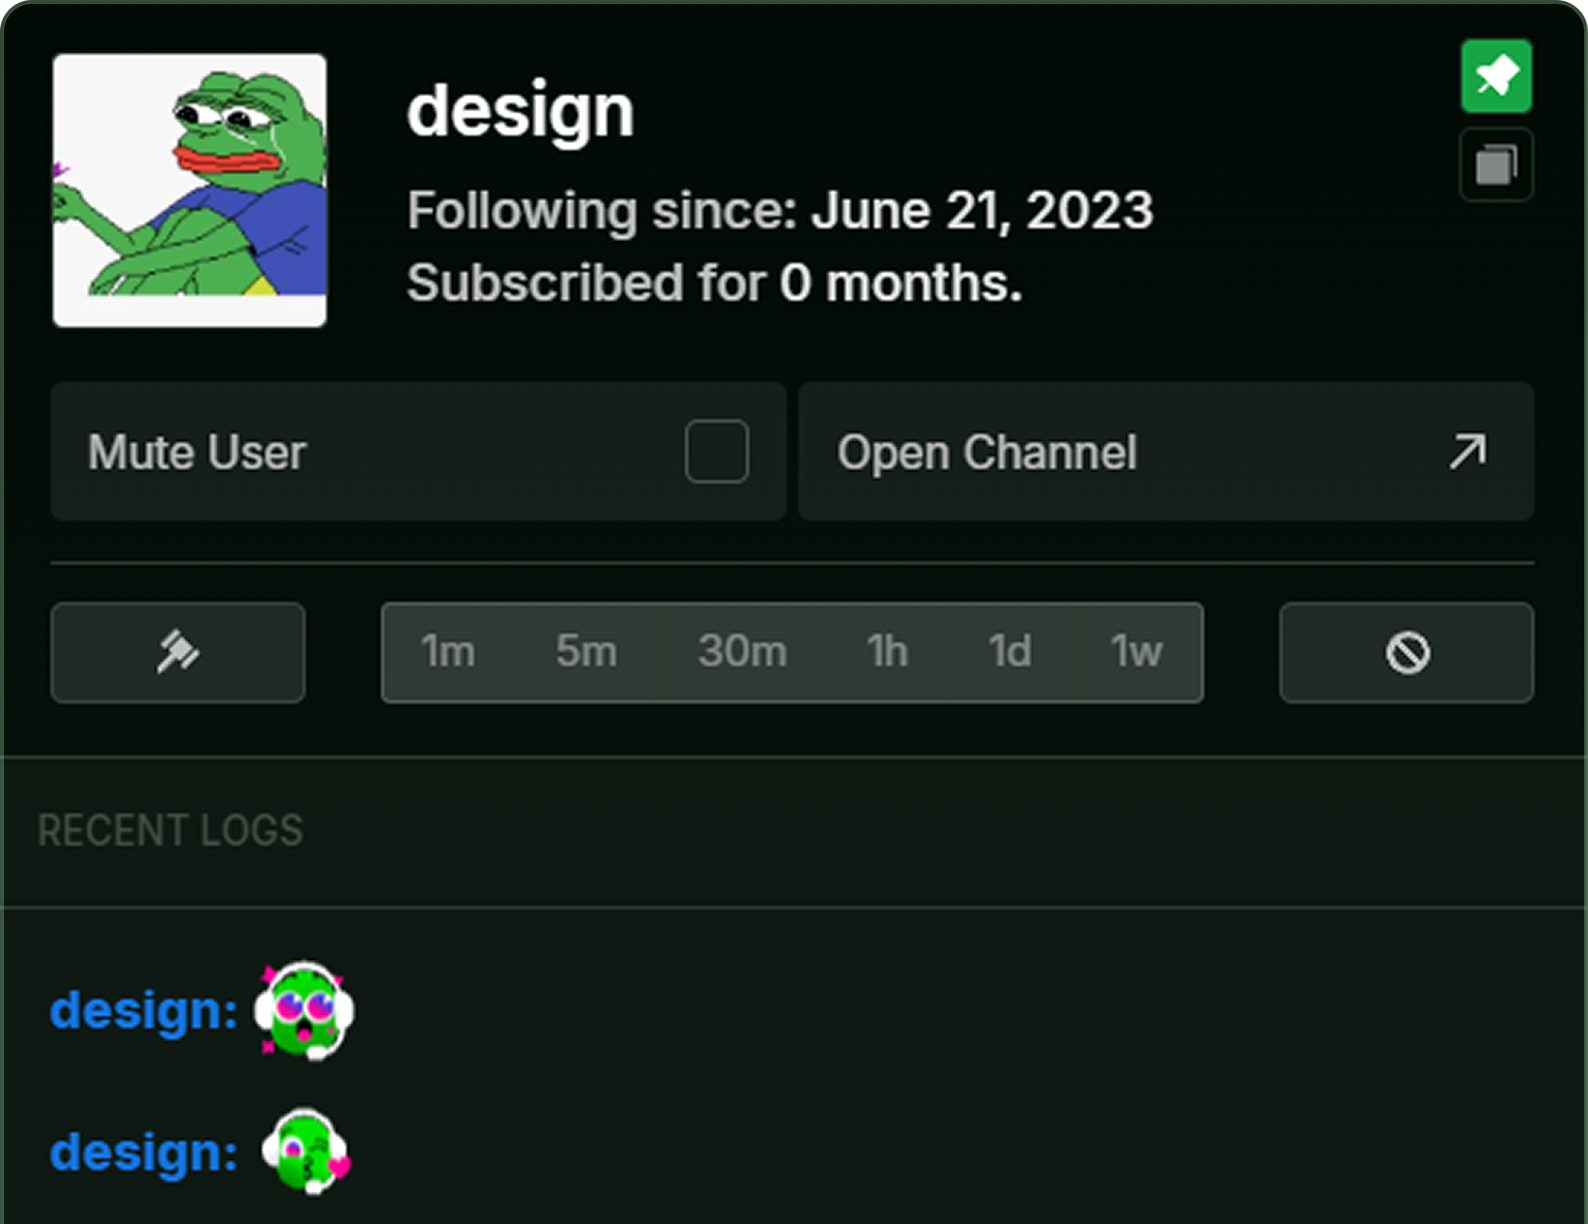 design
Following since: June 21, 2023
Subscribed for 0 months.
Mute User
Open Channel
1m 5m 30m 1h 1d 1w
RECENT LOGS
design:
design: